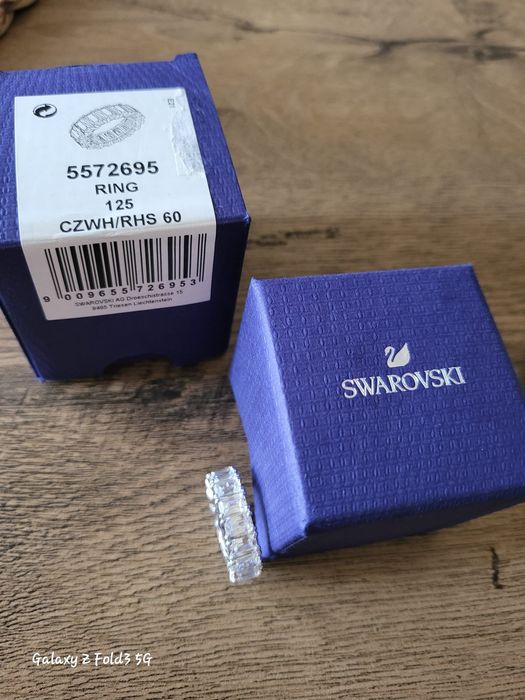 5572695
RING
125
CZWH/RHS 60
9 009655 726953
SWAROVSKI AG Droeschistrasse 15
9495 Triesen Liechtenstein
SWAROVSKI
Galaxy Z Fold3 5G